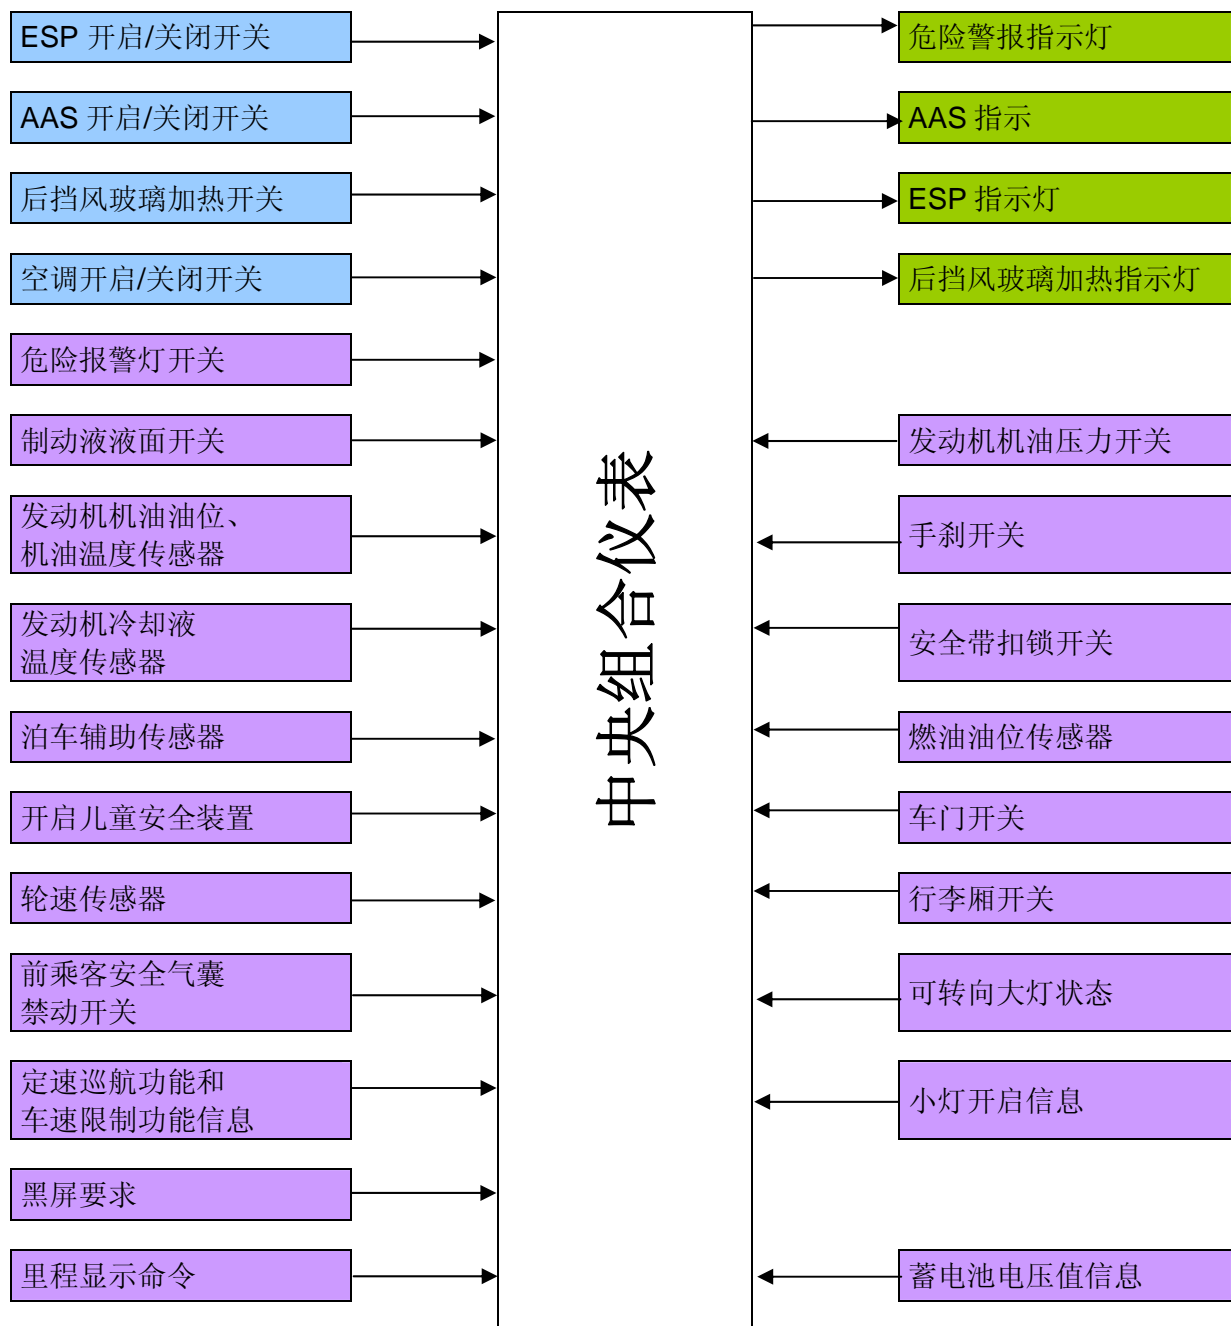 ESP 开启/关闭开关
AAS 开启/关闭开关
后挡风玻璃加热开关
空调开启/关闭开关
危险报警灯开关
制动液液面开关
发动机机油油位、
机油温度传感器
发动机冷却液
温度传感器
泊车辅助传感器
开启儿童安全装置
轮速传感器
前乘客安全气囊
禁动开关
定速巡航功能和
车速限制功能信息
黑屏要求
里程显示命令
中央组合仪表
危险警报指示灯
AAS 指示
ESP 指示灯
后挡风玻璃加热指示灯
发动机机油压力开关
手刹开关
安全带扣锁开关
燃油油位传感器
车门开关
行李厢开关
可转向大灯状态
小灯开启信息
蓄电池电压值信息